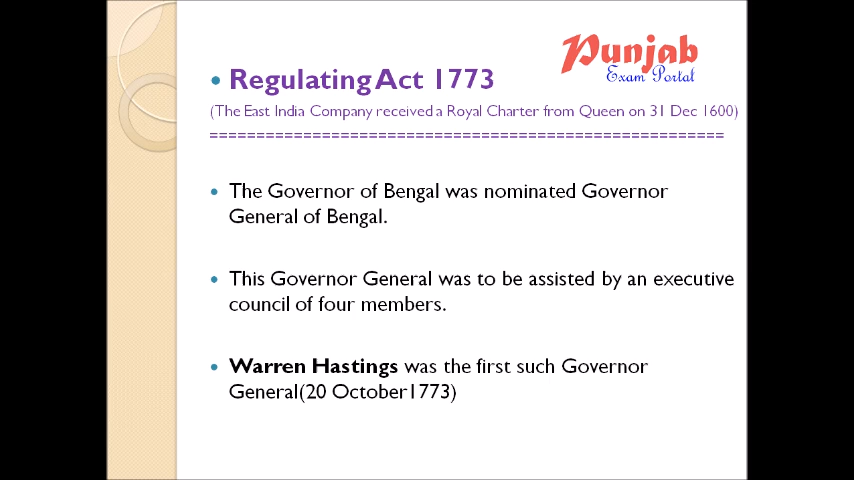 Punjab
Exam Portal
• Regulating Act 1773
(The East India Company received a Royal Charter from Queen on 31 Dec 1600)
=======================================================
• The Governor of Bengal was nominated Governor
General of Bengal.
• This Governor General was to be assisted by an executive
council of four members.
• Warren Hastings was the first such Governor
General(20 October1773)